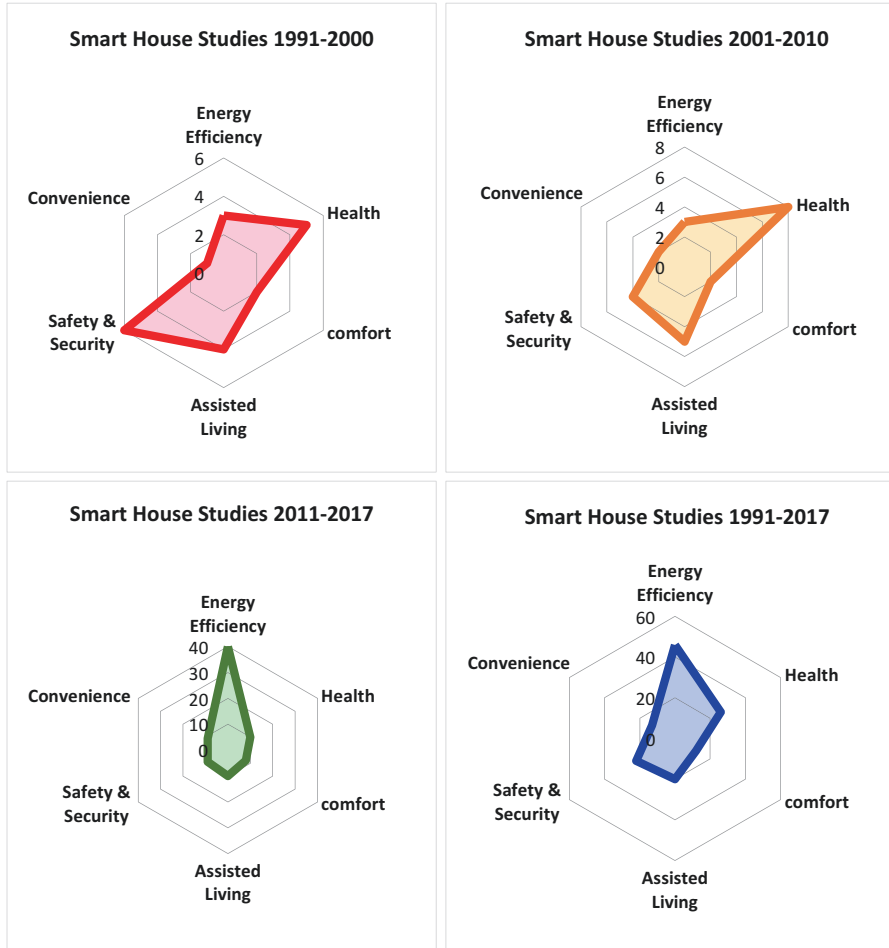 Smart House Studies 1991-2000
Energy
Efficiency
6
4
2
0
Health
comfort
Assisted
Living
Safety &
Security
Convenience
Smart House Studies 2001-2010
Energy
Efficiency
8
6
4
2
0
Health
comfort
Assisted
Living
Safety &
Security
Convenience
Smart House Studies 2011-2017
Energy
Efficiency
40
30
20
10
0
Health
comfort
Assisted
Living
Safety &
Security
Convenience
Smart House Studies 1991-2017
Energy
Efficiency
60
40
20
0
Health
comfort
Assisted
Living
Safety &
Security
Convenience